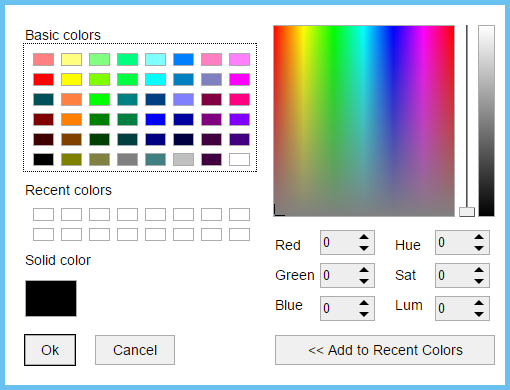 Basic colors
Recent colors
Solid color
Ok
Cancel
Red 0 Hue 0
Green 0 Sat 0
Blue 0 Lum 0
<< Add to Recent Colors